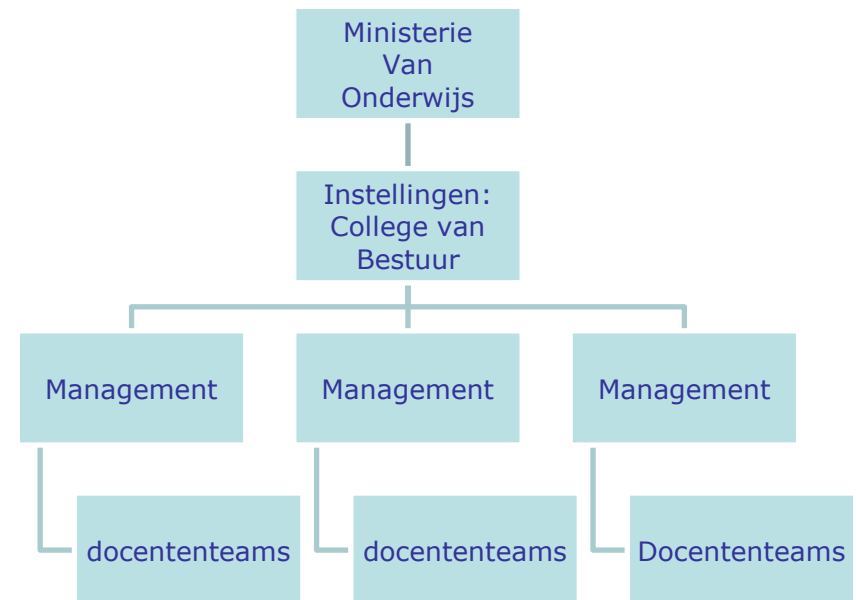 Ministerie
Van
Onderwijs
Instellingen:
College van
Bestuur
Management
Management
Management
docententeams
docententeams
Docententeams